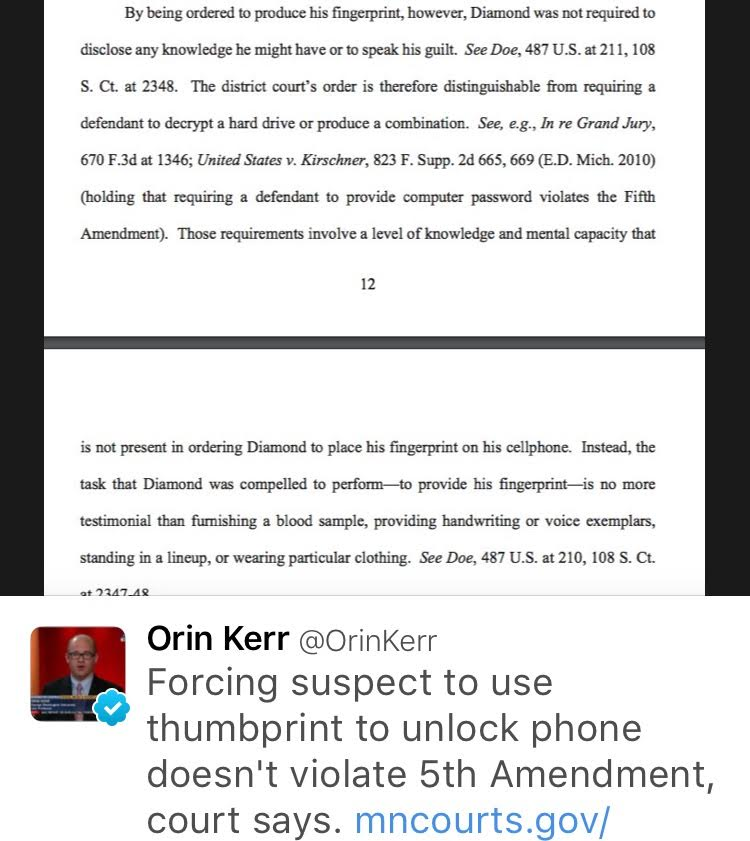 By being ordered to produce his fingerprint, however, Diamond was not required to
disclose any knowledge he might have or to speak his guilt. See Doe, 487 U.S. at 211, 108
S. Ct. at 2348. The district court's order is therefore distinguishable from requiring a
defendant to decrypt a hard drive or produce a combination. See, e.g., In re Grand Jury,
670 F.3d at 1346; United States v. Kirschner, 823 F. Supp. 2d 665, 669 (E.D. Mich. 2010)
(holding that requiring a defendant to provide computer password violates the Fifth
Amendment). Those requirements involve a level of knowledge and mental capacity that
12
is not present in ordering Diamond to place his fingerprint on his cellphone. Instead, the
task that Diamond was compelled to perform—to provide his fingerprint—is no more
testimonial than furnishing a blood sample, providing handwriting or voice exemplars,
standing in a lineup, or wearing particular clothing. See Doe, 487 U.S. at 210, 108 S. Ct.
at 2347-48
Orin Kerr @OrinKerr
Forcing suspect to use
thumbprint to unlock phone
doesn't violate 5th Amendment,
court says. mncourts.gov/